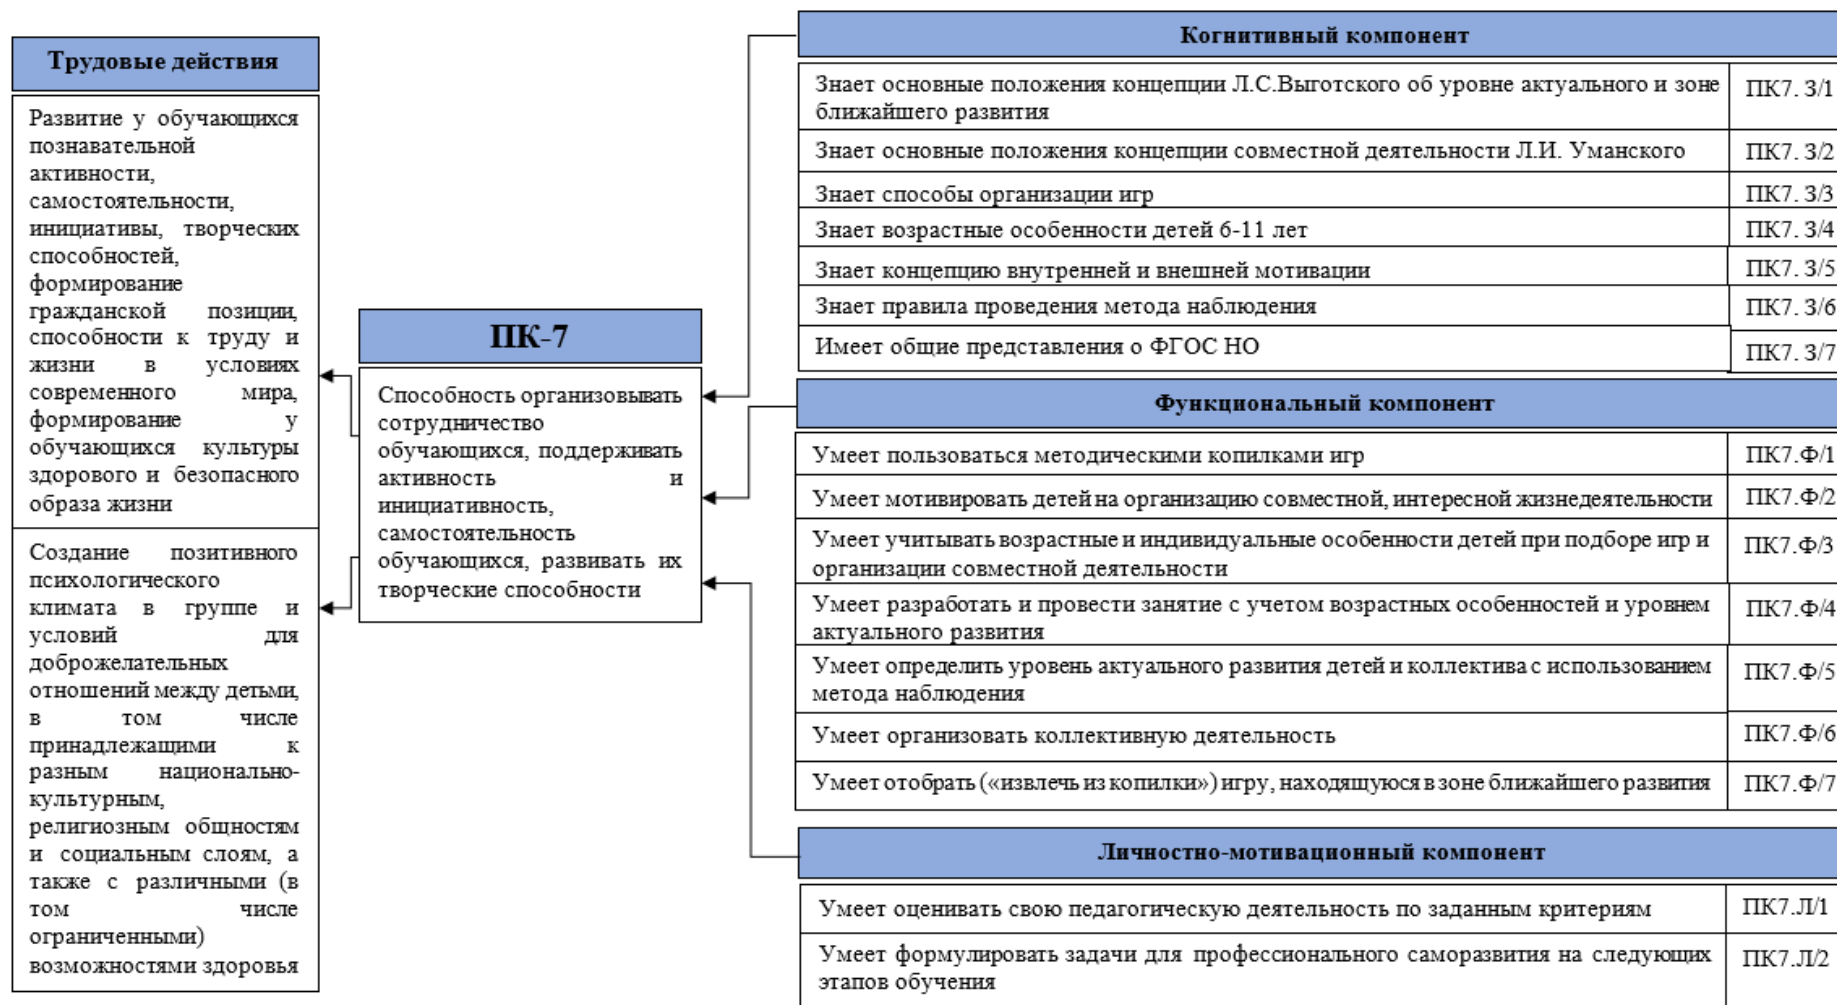 Трудовые действия
Развитие у обучающихся
познавательной
активности,
самостоятельности,
инициативы, творческих
способностей,
формирование
гражданской позиции,
способности к труду и
жизни в условиях
современного мира,
формирование у
обучающихся культуры
здорового и безопасного
образа жизни
Создание позитивного
психологического
климата в группе и
условий для
доброжелательных
отношений между детьми,
в том числе
принадлежащими к
разным национально-
культурным,
религиозным общностям
и социальным слоям, а
также с различными (в
том числе
ограниченными)
возможностями здоровья
ПК-7
Способность организовывать
сотрудничество
обучающихся, поддерживать
активность и
инициативность,
самостоятельность
обучающихся, развивать их
творческие способности
Когнитивный компонент
Знает основные положения концепции Л.С.Выготского об уровне актуального и зоне
ближайшего развития
ПК7. З/1
Знает основные положения концепции совместной деятельности Л.И. Уманского
ПК7. З/2
Знает способы организации игр
ПК7. З/3
Знает возрастные особенности детей 6-11 лет
ПК7. З/4
Знает концепцию внутренней и внешней мотивации
ПК7. З/5
Знает правила проведения метода наблюдения
ПК7. З/6
Имеет общие представления о ФГОС НО
ПК7. З/7
Функциональный компонент
Умеет пользоваться методическими копилками игр
ПК7.Ф/1
Умеет мотивировать детей на организацию совместной, интересной жизнедеятельности
ПК7.Ф/2
Умеет учитывать возрастные и индивидуальные особенности детей при подборе игр и
организации совместной деятельности
ПК7.Ф/3
Умеет разработать и провести занятие с учетом возрастных особенностей и уровнем
актуального развития
ПК7.Ф/4
Умеет определить уровень актуального развития детей и коллектива с использованием
метода наблюдения
ПК7.Ф/5
Умеет организовать коллективную деятельность
ПК7.Ф/6
Умеет отобрать («извлечь из копилки») игру, находящуюся в зоне ближайшего развития
ПК7.Ф/7
Личностно-мотивационный компонент
Умеет оценивать свою педагогическую деятельность по заданным критериям
ПК7.Л/1
Умеет формулировать задачи для профессионального саморазвития на следующих
этапов обучения
ПК7.Л/2